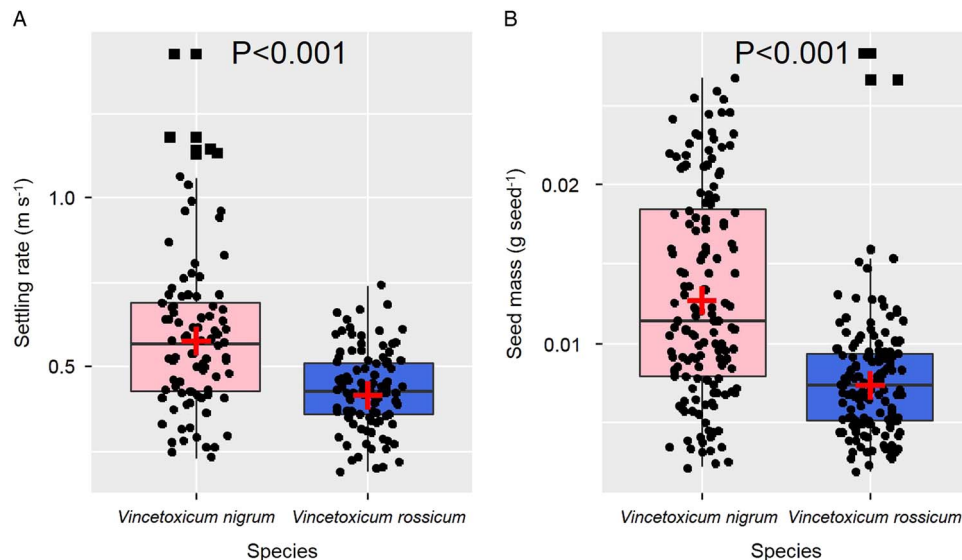 A
P<0.001
Settling rate (m s⁻¹)
1.0
0.5
Vincetoxicum nigrum
Vincetoxicum rossicum
Species
B
P<0.001
Seed mass (g seed⁻¹)
0.02
0.01
Vincetoxicum nigrum
Vincetoxicum rossicum
Species